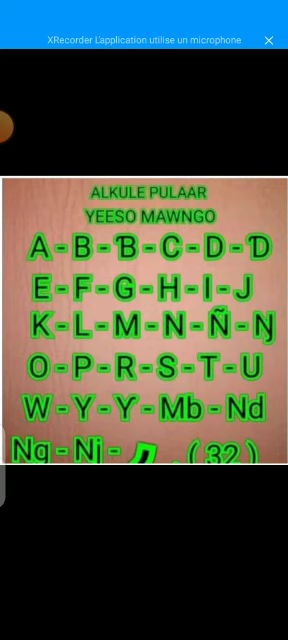 XRecorder L'application utilise un microphone
ALKULE PULAAR
YEESO MAWNGO
A - B - Ɓ - C - D - Ɗ
E - F - G - H - I - J
K - L - M - N - Ñ - Ŋ
O - P - R - S - T - U
W - Y - Ƴ - Mb - Nd
Ng - Nj - , . ( 32 )